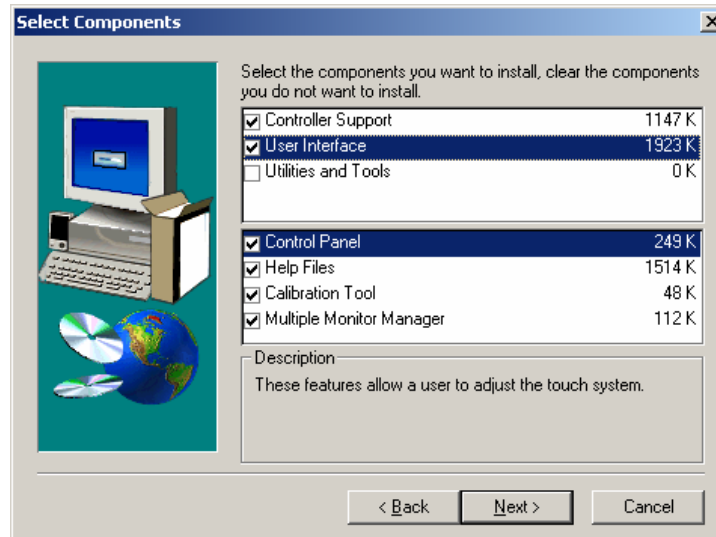 Select Components
Select the components you want to install, clear the components
you do not want to install.
Controller Support 1147 K
User Interface 1923 K
Utilities and Tools 0 K
Control Panel 249 K
Help Files 1514 K
Calibration Tool 48 K
Multiple Monitor Manager 112 K
Description
These features allow a user to adjust the touch system.
< Back Next > Cancel